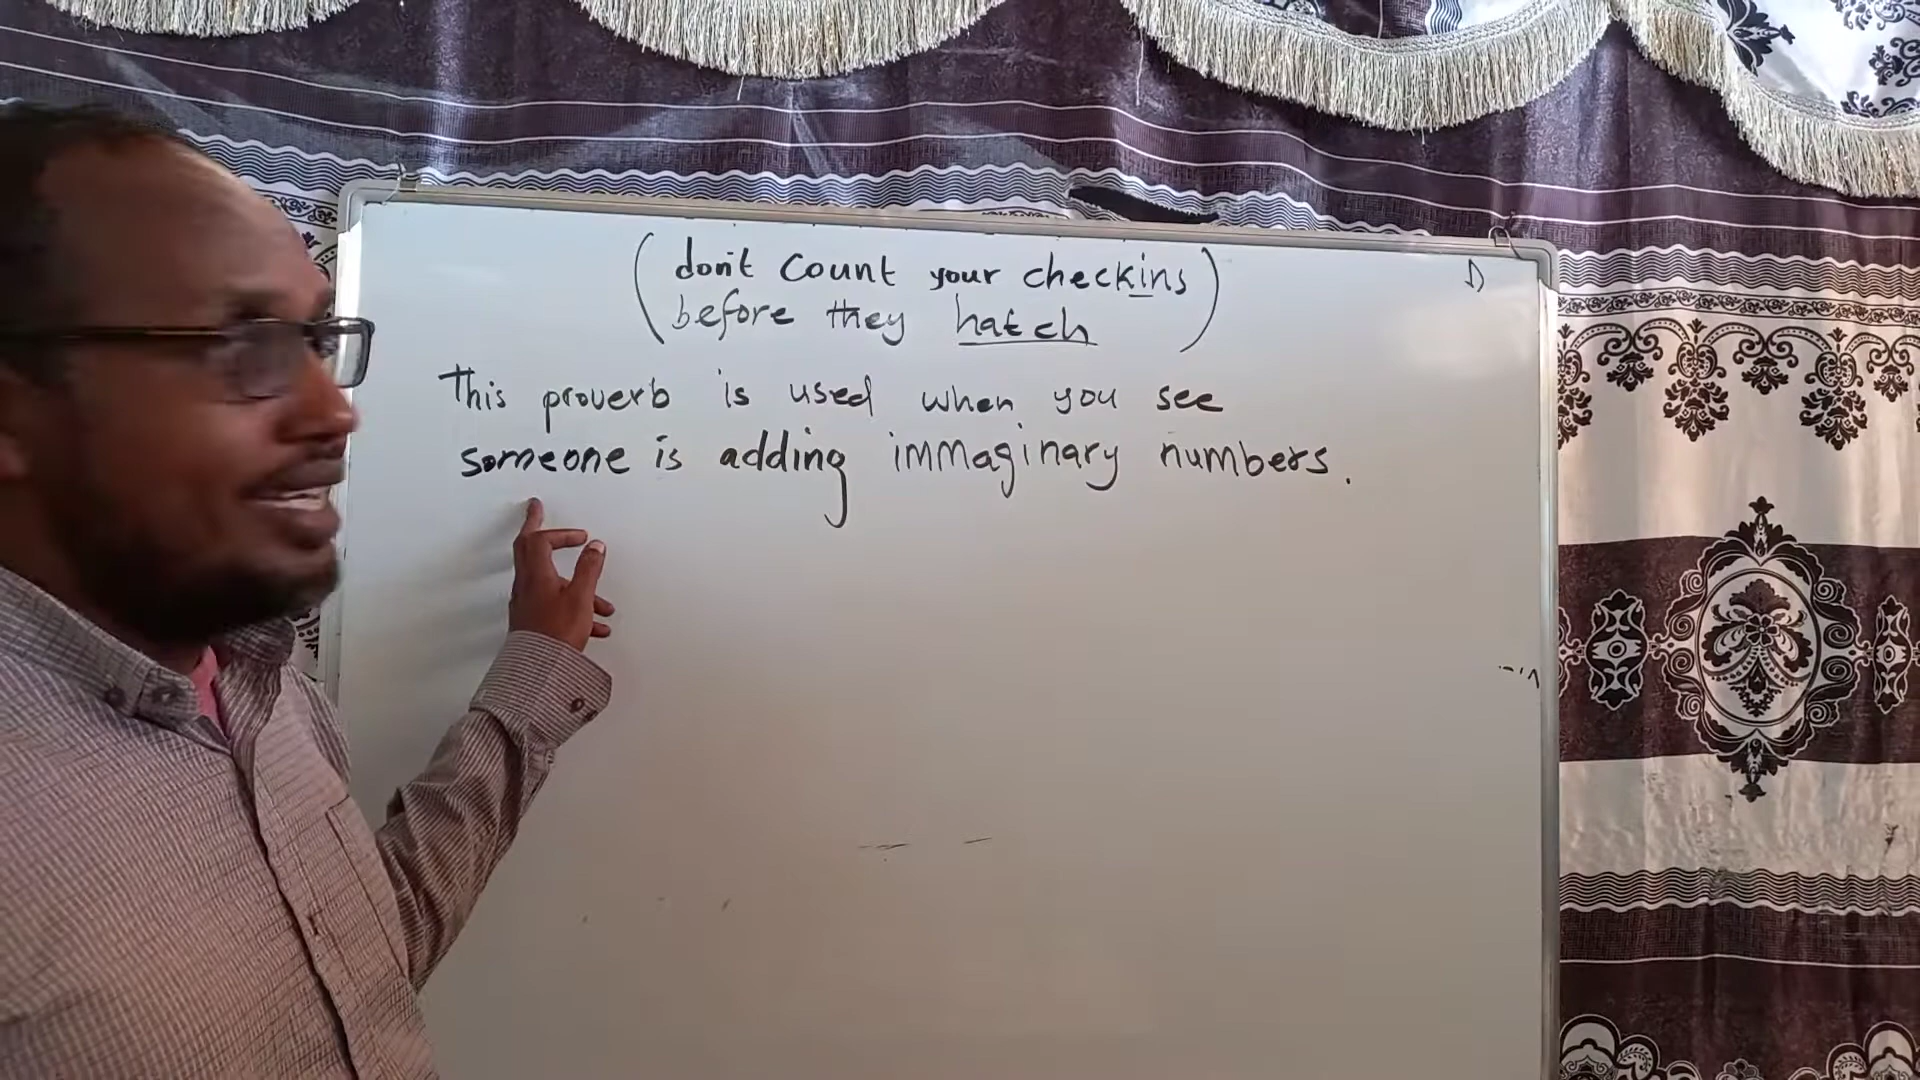 (don't count your checkins
before they hatch)
This proverb is used when you see
someone is adding immaginary numbers.